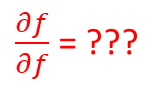 ∂f/∂f = ???